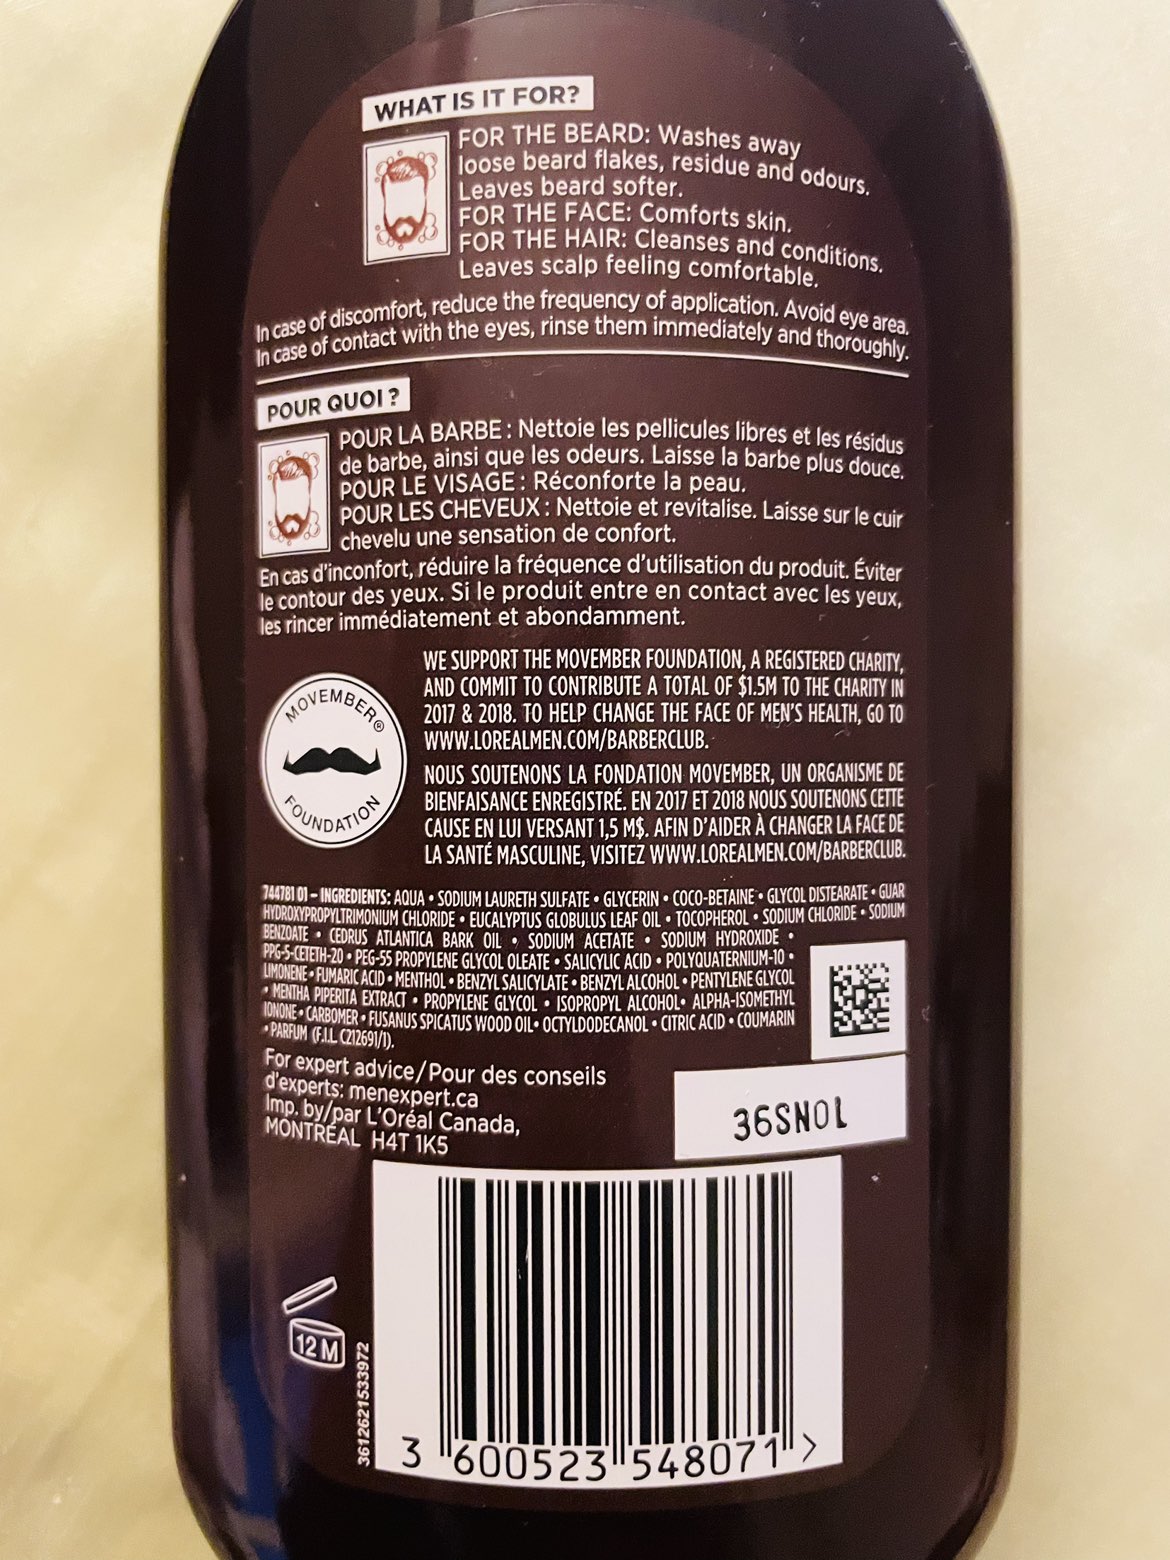 WHAT IS IT FOR?
FOR THE BEARD: Washes away
loose beard flakes, residue and odours.
Leaves beard softer.
FOR THE FACE: Comforts skin.
FOR THE HAIR: Cleanses and conditions.
Leaves scalp feeling comfortable.
In case of discomfort, reduce the frequency of application. Avoid eye area.
In case of contact with the eyes, rinse them immediately and thoroughly.
POUR QUOI ?
POUR LA BARBE : Nettoie les pellicules libres et les résidus
de barbe, ainsi que les odeurs. Laisse la barbe plus douce.
POUR LE VISAGE : Réconforte la peau.
POUR LES CHEVEUX : Nettoie et revitalise. Laisse sur le cuir
chevelu une sensation de confort.
En cas d'inconfort, réduire la fréquence d'utilisation du produit. Éviter
le contour des yeux. Si le produit entre en contact avec les yeux,
les rincer immédiatement et abondamment.
MOVEMBER®
FOUNDATION
WE SUPPORT THE MOVEMBER FOUNDATION, A REGISTERED CHARITY,
AND COMMIT TO CONTRIBUTE A TOTAL OF $1.5M TO THE CHARITY IN
2017 & 2018. TO HELP CHANGE THE FACE OF MEN'S HEALTH, GO TO
WWW.LOREALMEN.COM/BARBERCLUB.
NOUS SOUTENONS LA FONDATION MOVEMBER, UN ORGANISME DE
BIENFAISANCE ENREGISTRÉ. EN 2017 ET 2018 NOUS SOUTENONS CETTE
CAUSE EN LUI VERSANT 1,5 M$. AFIN D'AIDER À CHANGER LA FACE DE
LA SANTÉ MASCULINE, VISITEZ WWW.LOREALMEN.COM/BARBERCLUB.
744781 01 – INGREDIENTS: AQUA • SODIUM LAURETH SULFATE • GLYCERIN • COCO-BETAINE • GLYCOL DISTEARATE • GUAR
HYDROXYPROPYLTRIMONIUM CHLORIDE • EUCALYPTUS GLOBULUS LEAF OIL • TOCOPHEROL • SODIUM CHLORIDE • SODIUM
BENZOATE • CEDRUS ATLANTICA BARK OIL • SODIUM ACETATE • SODIUM HYDROXIDE •
PPG-5-CETETH-20 • PEG-55 PROPYLENE GLYCOL OLEATE • SALICYLIC ACID • POLYQUATERNIUM-10 •
LIMONENE • FUMARIC ACID • MENTHOL • BENZYL SALICYLATE • BENZYL ALCOHOL • PENTYLENE GLYCOL
• MENTHA PIPERITA EXTRACT • PROPYLENE GLYCOL • ISOPROPYL ALCOHOL • ALPHA-ISOMETHYL
IONONE • CARBOMER • FUSANUS SPICATUS WOOD OIL • OCTYLDODECANOL • CITRIC ACID • COUMARIN
• PARFUM (F.I.L. C212691/1).
For expert advice/Pour des conseils
d'experts: menexpert.ca
Imp. by/par L'Oréal Canada,
MONTRÉAL H4T 1K5
36SNOL
12 M
3612621533972
3 600523 548071 >